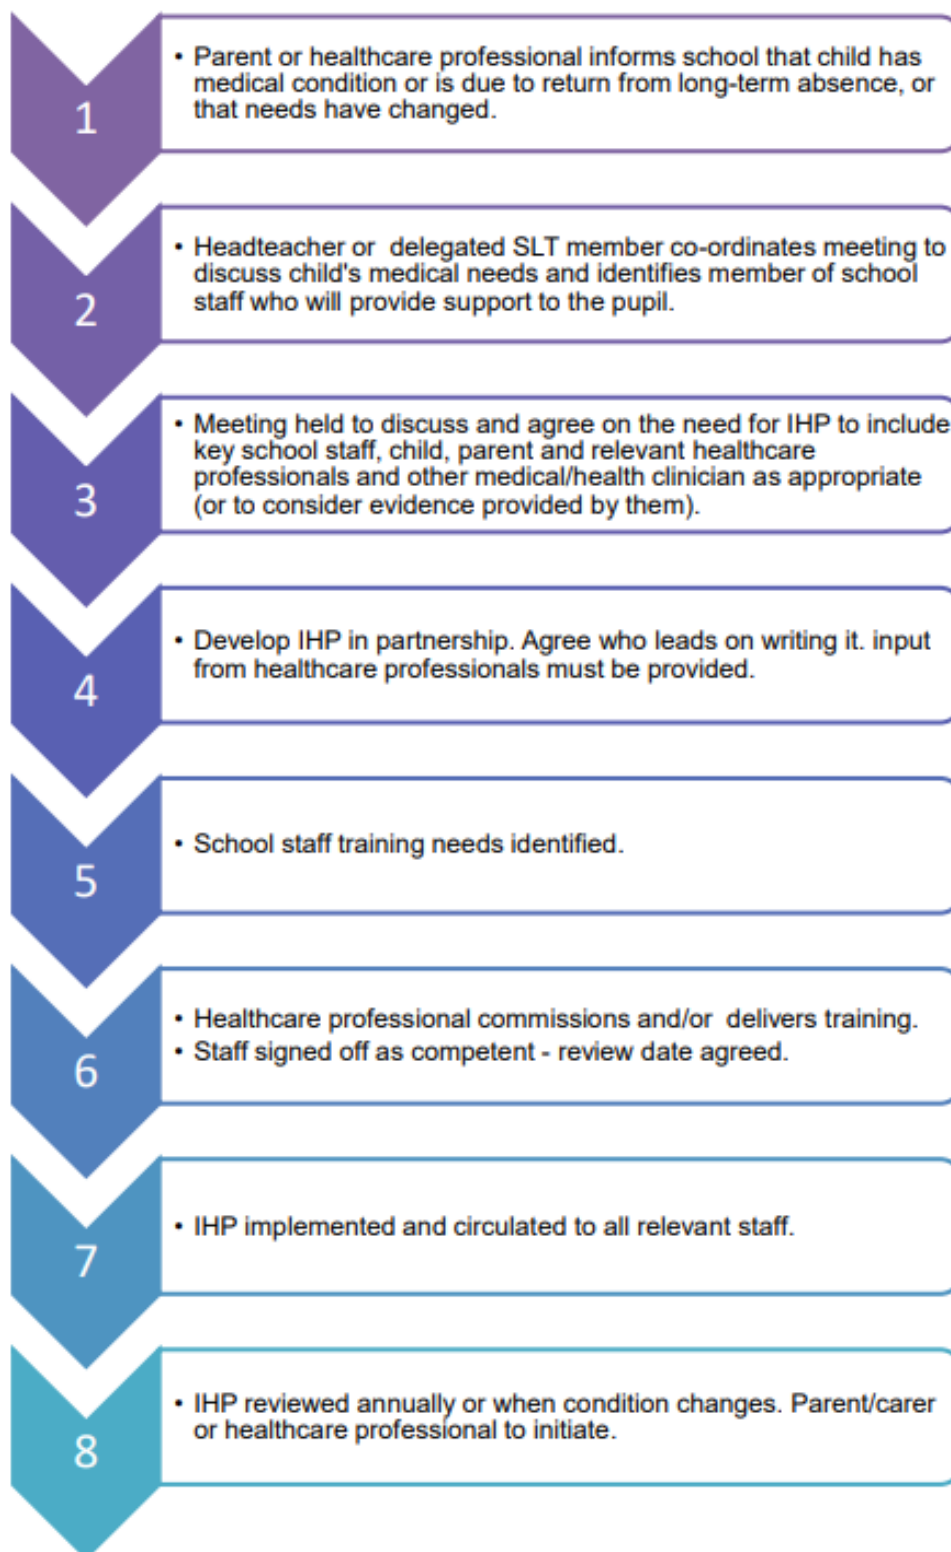 1
• Parent or healthcare professional informs school that child has
medical condition or is due to return from long-term absence, or
that needs have changed.
2
• Headteacher or  delegated SLT member co-ordinates meeting to
discuss child's medical needs and identifies member of school
staff who will provide support to the pupil.
3
• Meeting held to discuss and agree on the need for IHP to include
key school staff, child, parent and relevant healthcare
professionals and other medical/health clinician as appropriate
(or to consider evidence provided by them).
4
• Develop IHP in partnership. Agree who leads on writing it. input
from healthcare professionals must be provided.
5
• School staff training needs identified.
6
• Healthcare professional commissions and/or  delivers training.
• Staff signed off as competent - review date agreed.
7
• IHP implemented and circulated to all relevant staff.
8
• IHP reviewed annually or when condition changes. Parent/carer
or healthcare professional to initiate.